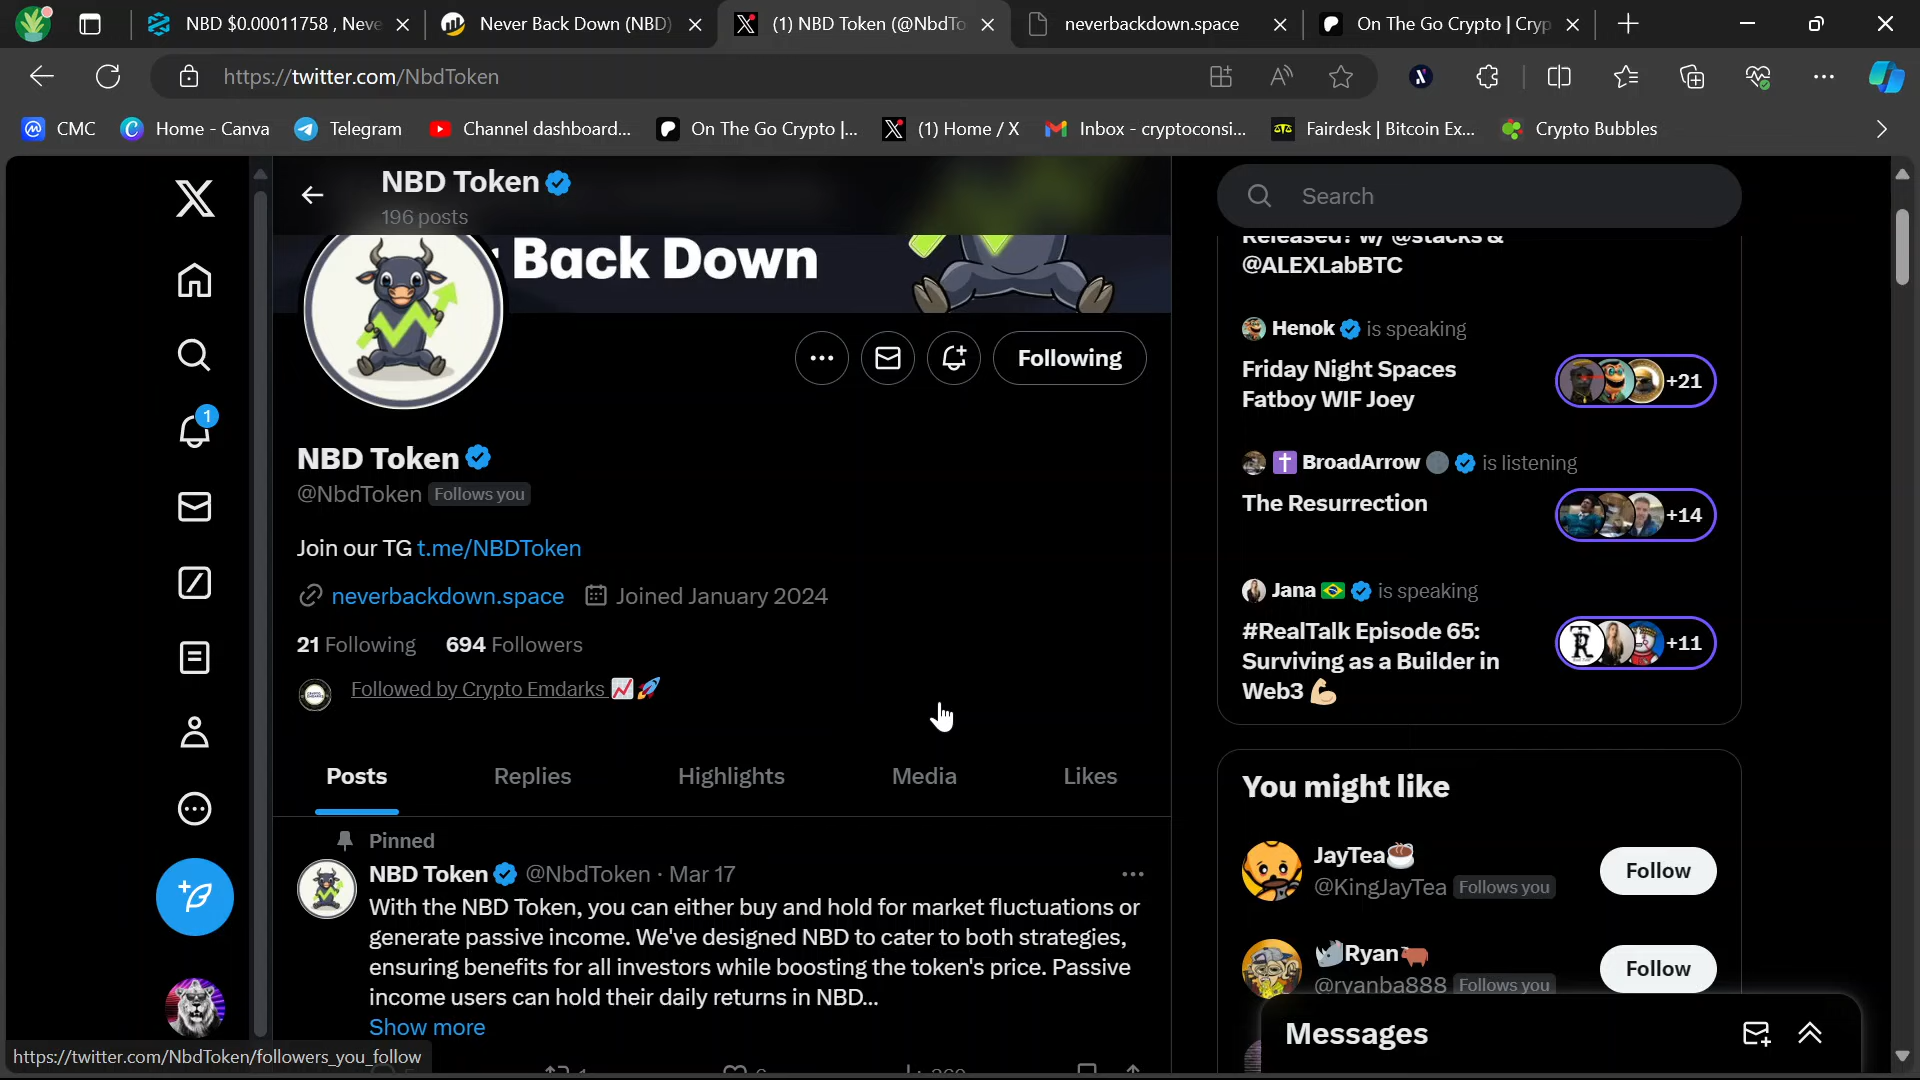 NBD $0.00011758 , Neve
Never Back Down (NBD)
(1) NBD Token (@NbdTo
neverbackdown.space
On The Go Crypto | Cryp
https://twitter.com/NbdToken
CMC
Home - Canva
Telegram
Channel dashboard...
On The Go Crypto |...
(1) Home / X
Inbox - cryptoconsi...
Fairdesk | Bitcoin Ex...
Crypto Bubbles
NBD Token
196 posts
Back Down
Following
NBD Token
@NbdToken Follows you
Join our TG t.me/NBDToken
neverbackdown.space Joined January 2024
21 Following 694 Followers
Followed by Crypto Emdarks 📈🚀
Posts Replies Highlights Media Likes
Pinned
NBD Token @NbdToken · Mar 17
With the NBD Token, you can either buy and hold for market fluctuations or
generate passive income. We've designed NBD to cater to both strategies,
ensuring benefits for all investors while boosting the token's price. Passive
income users can hold their daily returns in NBD...
Show more
1
Search
Released? w/ @stacks &
@ALEXLabBTC
Henok is speaking
Friday Night Spaces
Fatboy WIF Joey
+21
BroadArrow is listening
The Resurrection
+14
Jana 🇧🇷 is speaking
#RealTalk Episode 65:
Surviving as a Builder in
Web3 💪🏼
+11
You might like
JayTea☕
@KingJayTea Follows you
Follow
🦏Ryan🐂
@ryanba888 Follows you
Follow
Messages
https://twitter.com/NbdToken/followers_you_follow